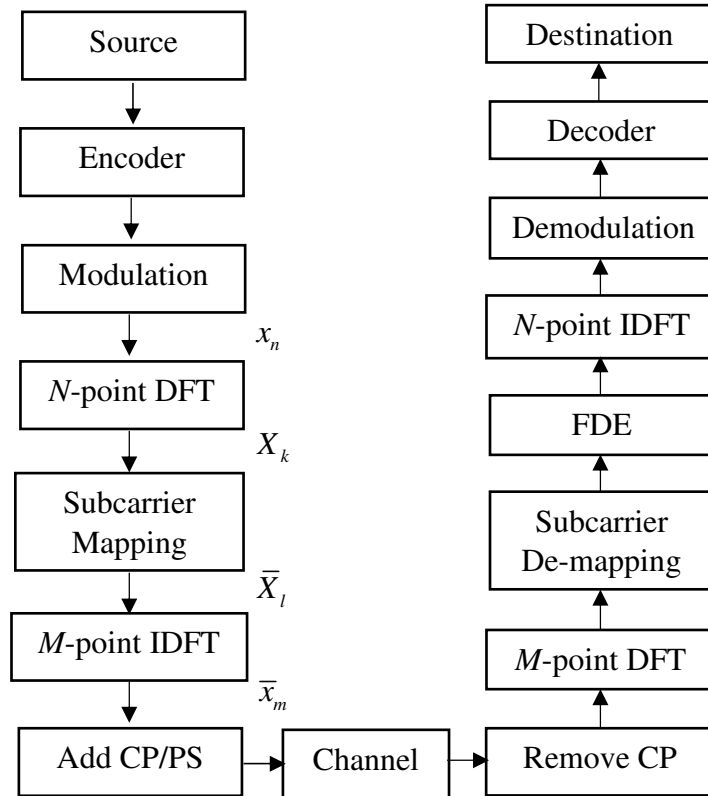 Source
Encoder
Modulation
x_n
N-point DFT
X_k
Subcarrier
Mapping
X̅_l
M-point IDFT
x̅_m
Add CP/PS
Channel
Remove CP
M-point DFT
Subcarrier
De-mapping
FDE
N-point IDFT
Demodulation
Decoder
Destination